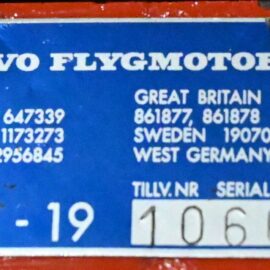 VO FLYGMOTOR
GREAT BRITAIN
647339 861877, 861878
1173273 SWEDEN 19070
2956845 WEST GERMANY
TILLV.NR SERIAL
- 19 106